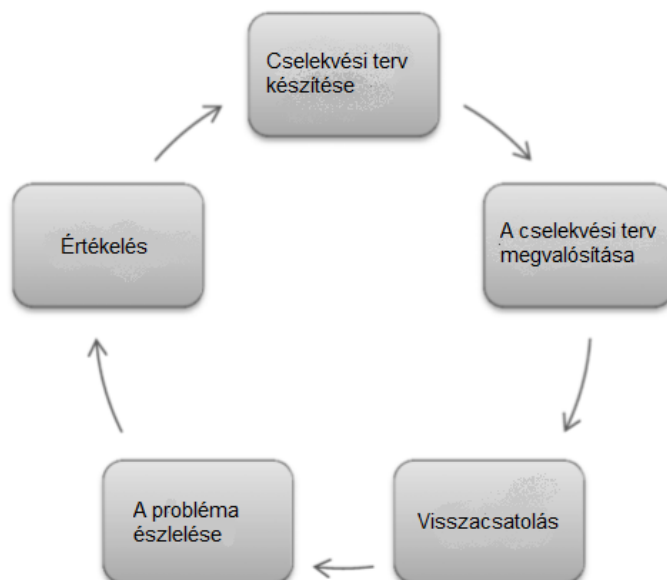 Cselekvési terv
készítése
A cselekvési terv
megvalósítása
Visszacsatolás
A probléma
észlelése
Értékelés